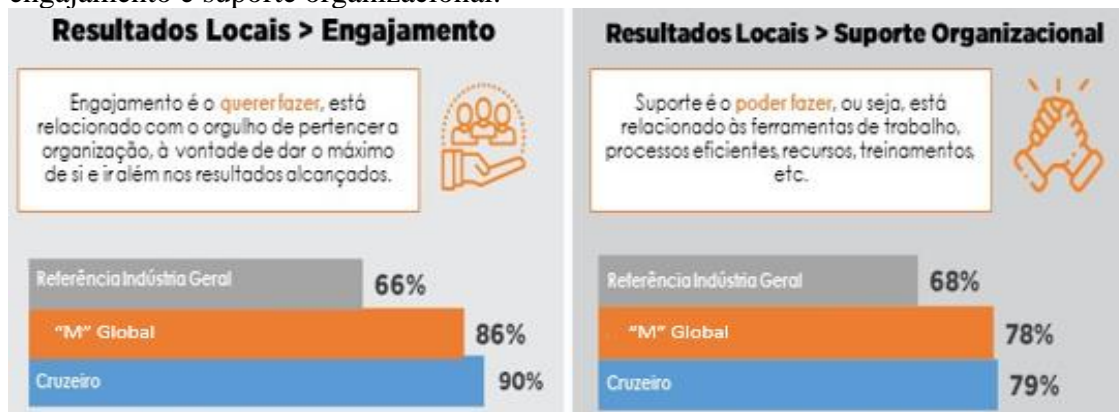 engajamento e suporte organizacional.
Resultados Locais > Engajamento
Engajamento é o querer fazer, está
relacionado com o orgulho de pertencer a
organização, à vontade de dar o máximo
de si e ir além nos resultados alcançados.
Referência Indústria Geral 66%
"M" Global 86%
Cruzeiro 90%
Resultados Locais > Suporte Organizacional
Suporte é o poder fazer, ou seja, está
relacionado às ferramentas de trabalho,
processos eficientes, recursos, treinamentos,
etc.
Referência Indústria Geral 68%
"M" Global 78%
Cruzeiro 79%